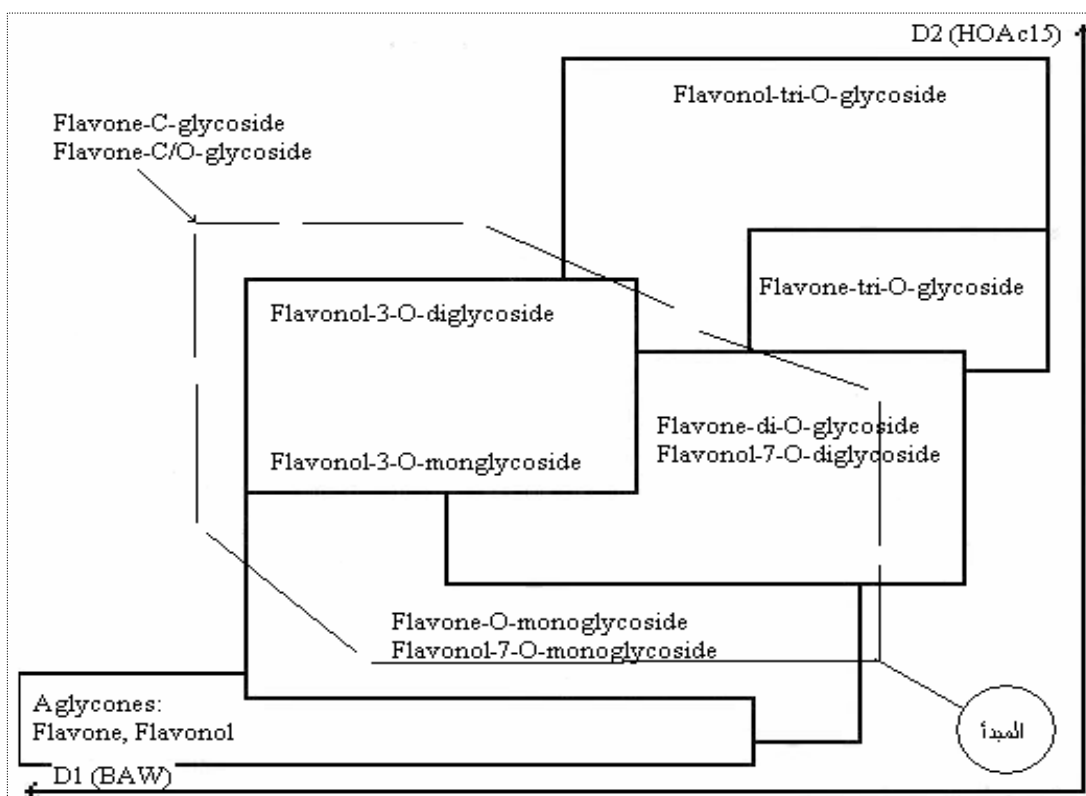 D2 (HOAc15)
Flavonol-tri-O-glycoside
Flavone-C-glycoside
Flavone-C/O-glycoside
Flavone-tri-O-glycoside
Flavonol-3-O-diglycoside
Flavone-di-O-glycoside
Flavonol-7-O-diglycoside
Flavonol-3-O-monglycoside
Flavone-O-monoglycoside
Flavonol-7-O-monoglycoside
Aglycones:
Flavone, Flavonol
المبدأ
D1 (BAW)